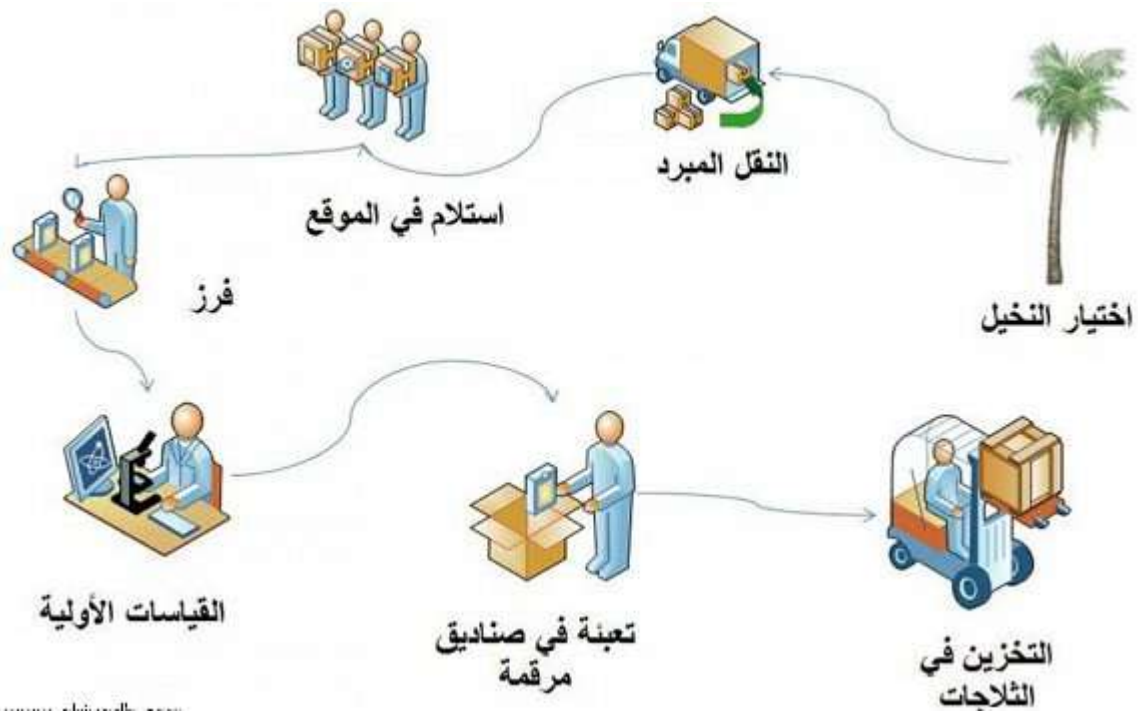 اختيار النخيل
النقل المبرد
استلام في الموقع
فرز
القياسات الأولية
تعبئة في صناديق
مرقمة
التخزين في
الثلاجات